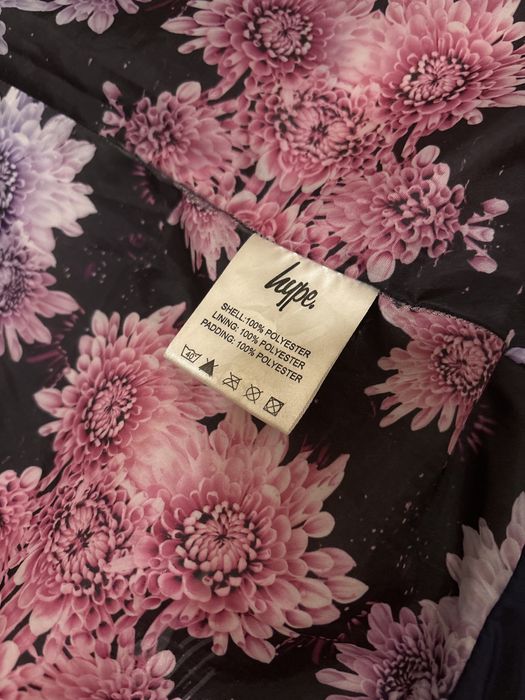 hype.
SHELL:100% POLYESTER
LINING: 100% POLYESTER
PADDING: 100% POLYESTER
40